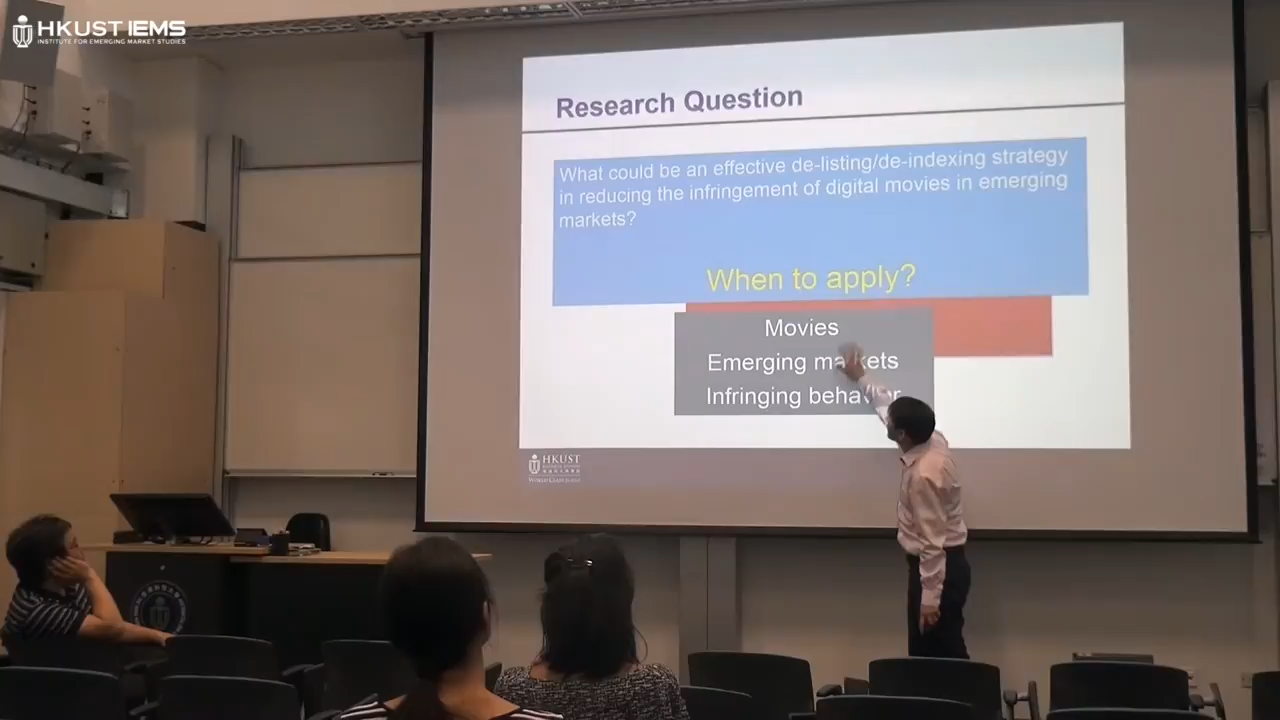 HKUST IEMS
INSTITUTE FOR EMERGING MARKET STUDIES
Research Question
What could be an effective de-listing/de-indexing strategy
in reducing the infringement of digital movies in emerging
markets?
When to apply?
Movies
Emerging markets
Infringing behavior
HKUST